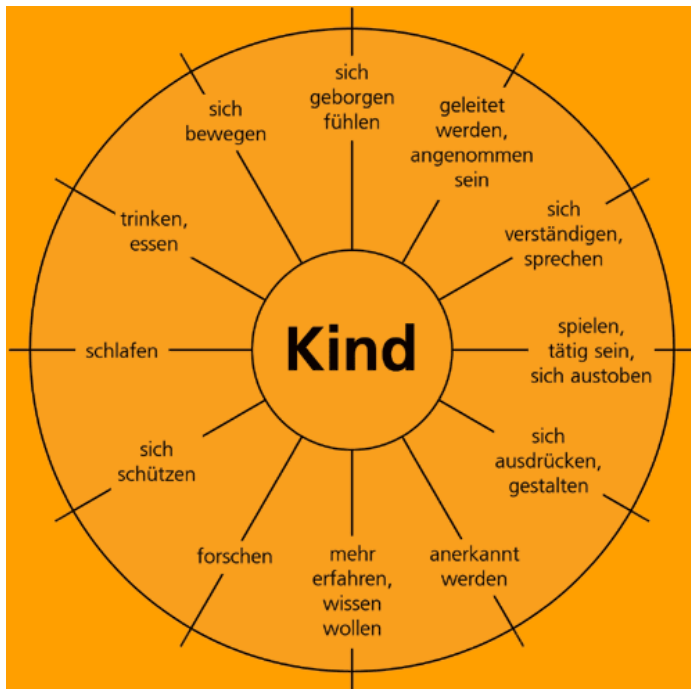 sich
geborgen
fühlen
geleitet
werden,
angenommen
sein
sich
verständigen,
sprechen
spielen,
tätig sein,
sich austoben
sich
ausdrücken,
gestalten
anerkannt
werden
mehr
erfahren,
wissen
wollen
forschen
sich
schützen
schlafen
trinken,
essen
sich
bewegen
Kind